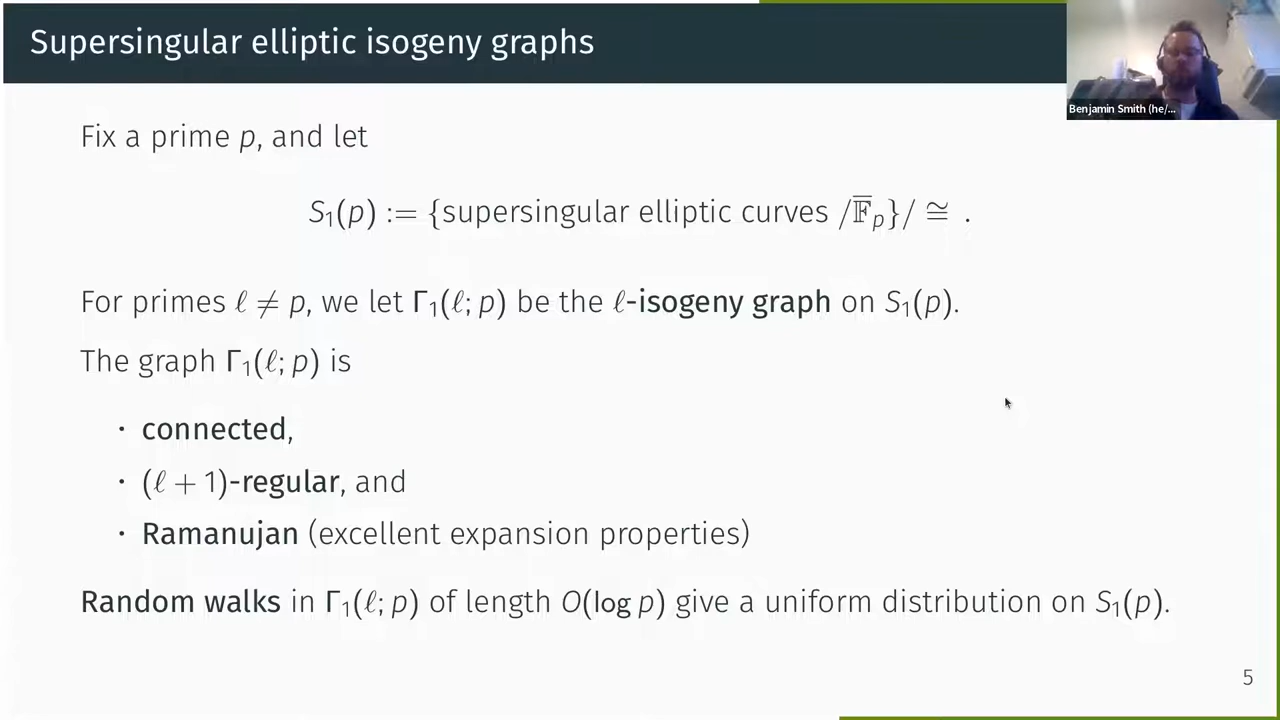 Supersingular elliptic isogeny graphs
Benjamin Smith (he/...
Fix a prime p, and let
S₁(p) := {supersingular elliptic curves /𝔽̅ₚ}/ ≅ .
For primes ℓ ≠ p, we let Γ₁(ℓ; p) be the ℓ-isogeny graph on S₁(p).
The graph Γ₁(ℓ; p) is
· connected,
· (ℓ + 1)-regular, and
· Ramanujan (excellent expansion properties)
Random walks in Γ₁(ℓ; p) of length O(log p) give a uniform distribution on S₁(p).
5